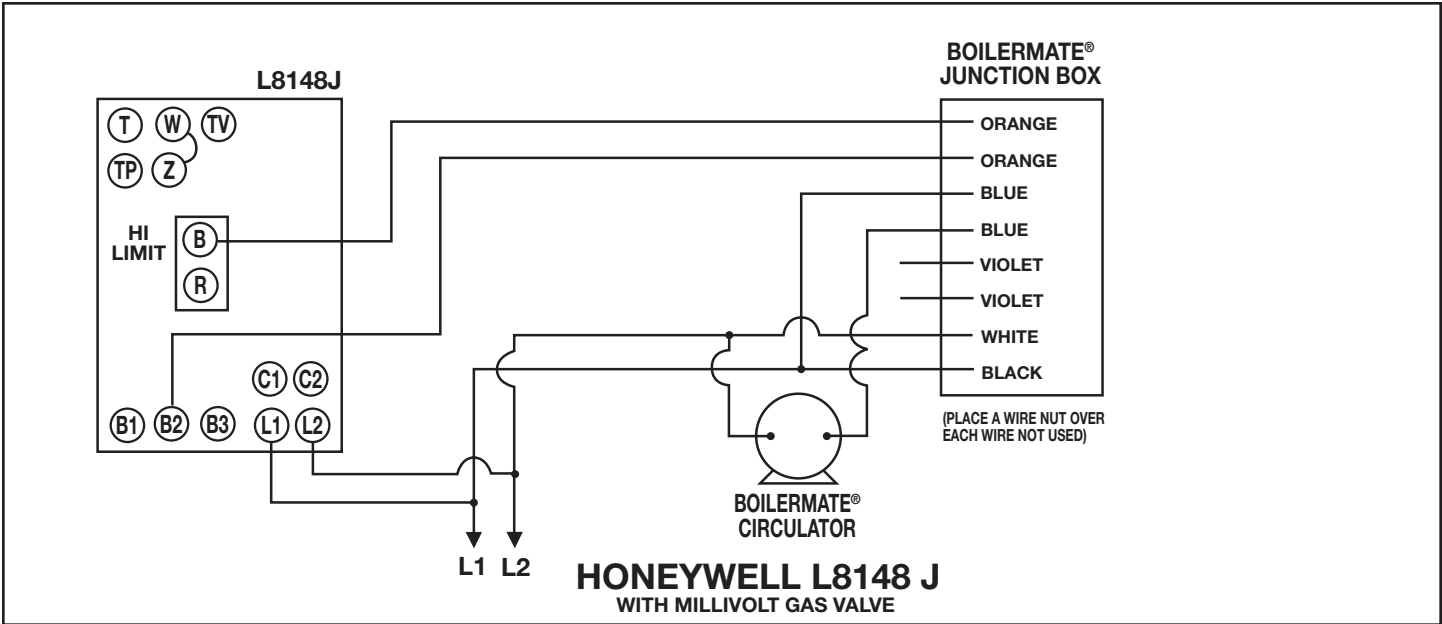 L8148J
T W TV
TP Z
HI
LIMIT
B
R
C1 C2
B1 B2 B3 L1 L2
BOILERMATE®
JUNCTION BOX
ORANGE
ORANGE
BLUE
BLUE
VIOLET
VIOLET
WHITE
BLACK
(PLACE A WIRE NUT OVER
EACH WIRE NOT USED)
BOILERMATE®
CIRCULATOR
L1 L2
HONEYWELL L8148 J
WITH MILLIVOLT GAS VALVE